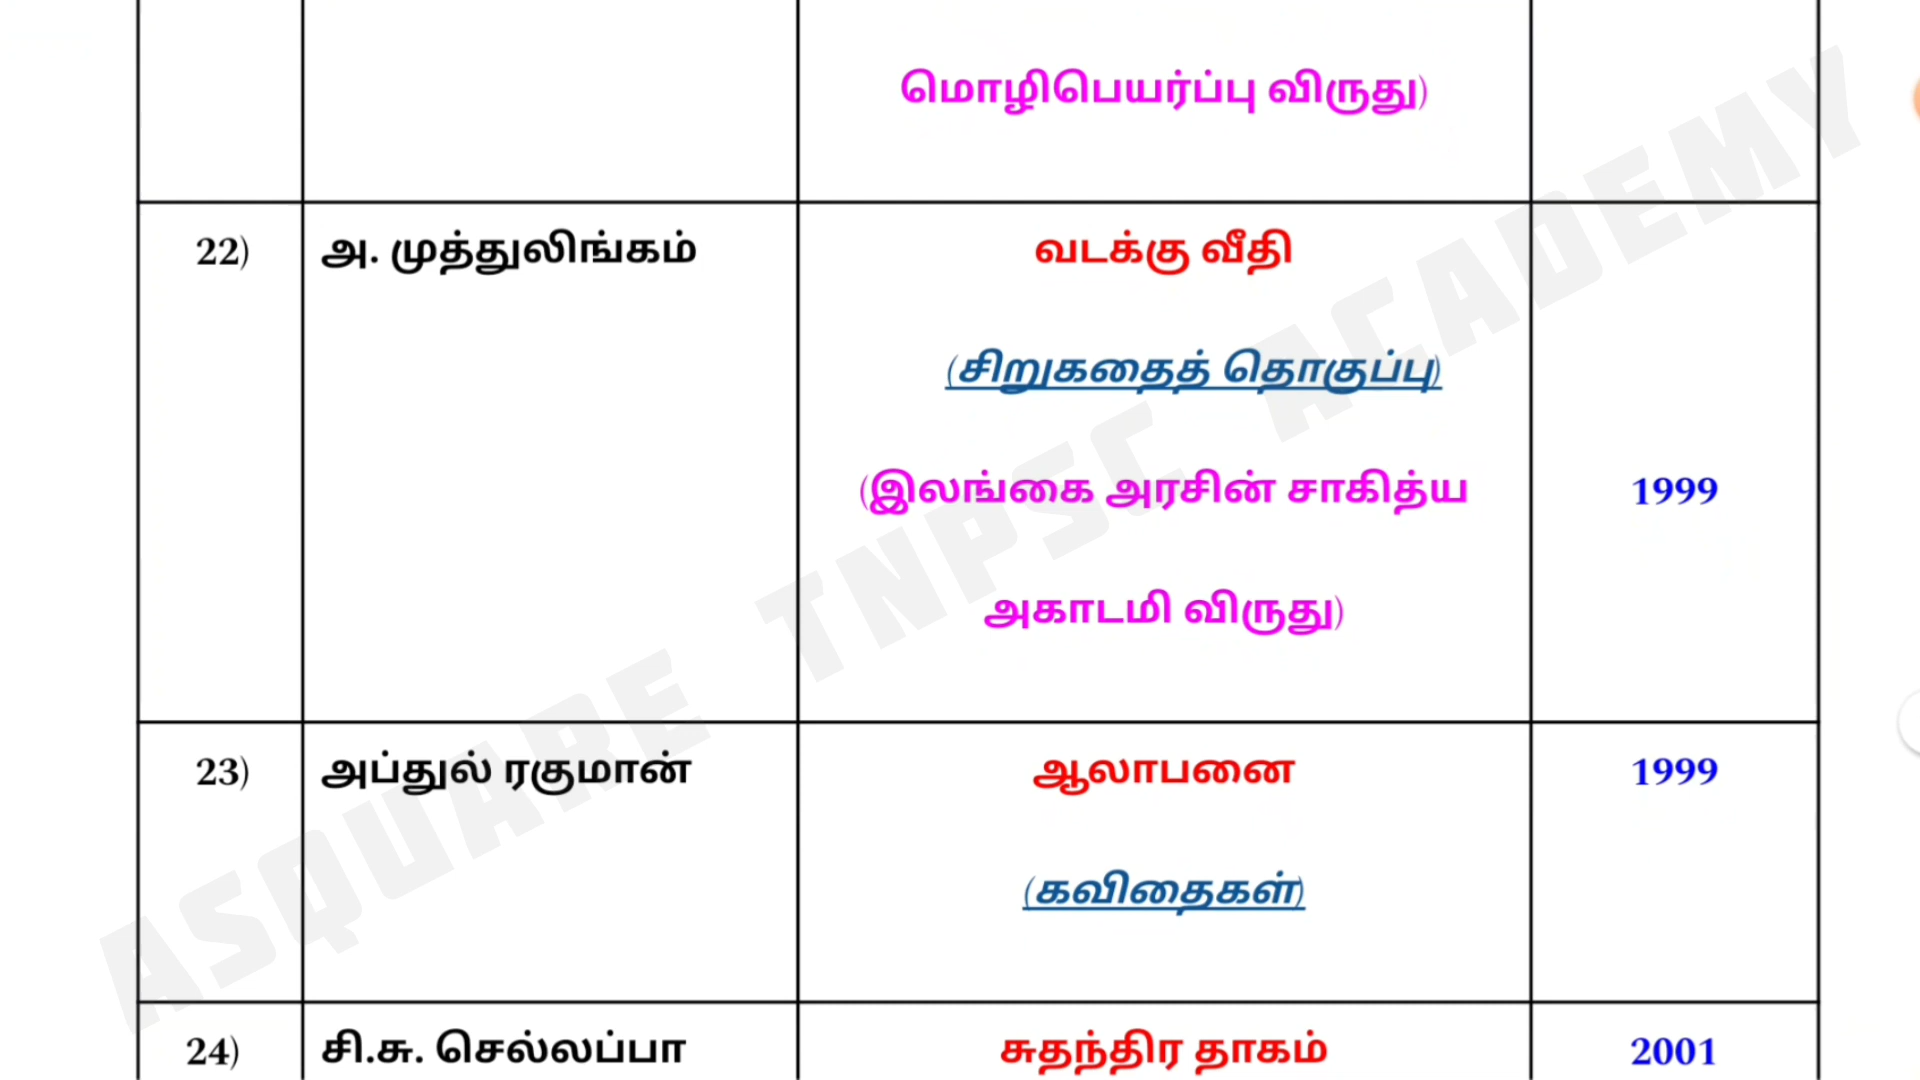 மொழிபெயர்ப்பு விருது)
22) அ. முத்துலிங்கம் வடக்கு வீதி
(சிறுகதைத் தொகுப்பு)
(இலங்கை அரசின் சாகித்ய 1999
அகாடமி விருது)
23) அப்துல் ரகுமான் ஆலாபனை 1999
(கவிதைகள்)
24) சி.சு. செல்லப்பா சுதந்திர தாகம் 2001
ASQUARE TNPSC ACADEMY